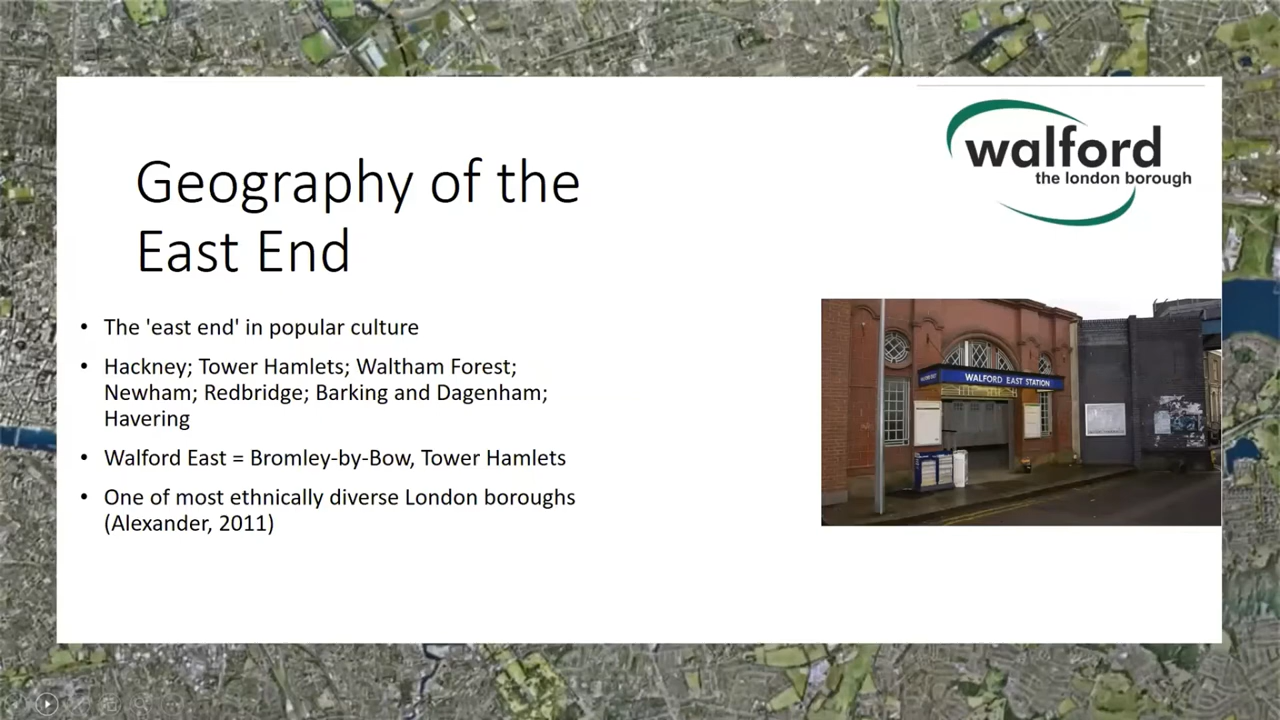 walford
the london borough
Geography of the
East End
• The 'east end' in popular culture
• Hackney; Tower Hamlets; Waltham Forest;
Newham; Redbridge; Barking and Dagenham;
Havering
• Walford East = Bromley-by-Bow, Tower Hamlets
• One of most ethnically diverse London boroughs
(Alexander, 2011)
WALFORD EAST STATION